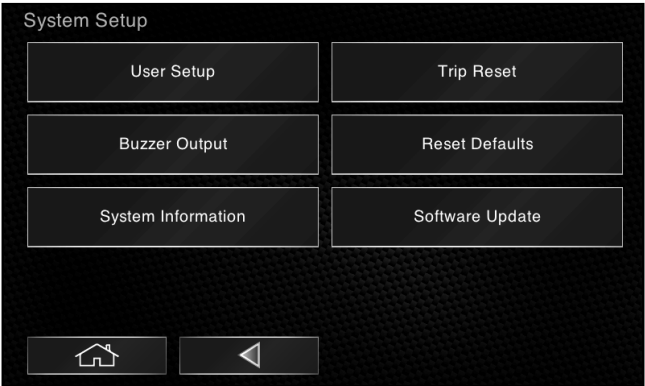 System Setup
User Setup
Trip Reset
Buzzer Output
Reset Defaults
System Information
Software Update